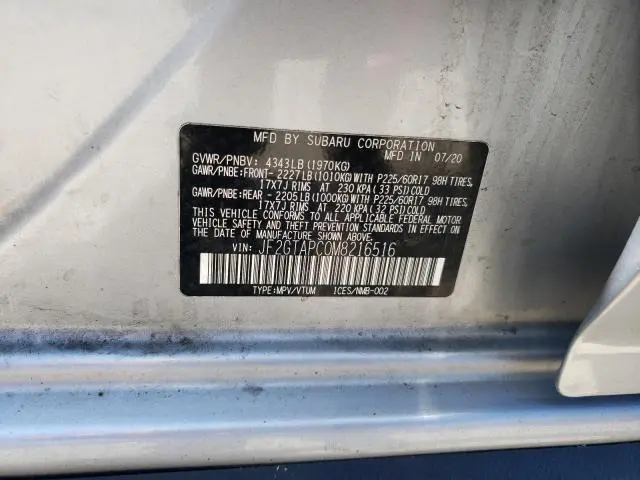 MFD BY SUBARU CORPORATION
MFD IN 07/20
GVWR/PNBV: 4343LB(1970KG)
GAWR/PNBE:FRONT- 2227LB(1010KG)WITH P225/60R17 98H TIRES,
17X7J RIMS AT 230 KPA(33 PSI)COLD
GAWR/PNBE:REAR - 2205LB(1000KG)WITH P225/60R17 98H TIRES,
17X7J RIMS AT 220 KPA(32 PSI)COLD
THIS VEHICLE CONFORMS TO ALL APPLICABLE FEDERAL MOTOR
VEHICLE SAFETY AND THEFT PREVENTION STANDARDS IN EFFECT ON
THE DATE OF MANUFACTURE SHOWN ABOVE.
VIN: JF2GTAPC0M8216516
TYPE:MPV/VTUM ICES/NMB-002